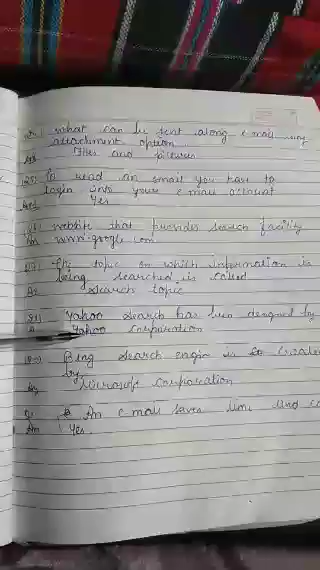 what can be sent along e mail using
attachment option
Ans files and pictures
To read an email you have to
login into your e mail account
Ans Yes
website that provides search facility
Ans www.google.com
The topic on which information is
being searched is called
Ans Search topic
Yahoo search has been designed by
Yahoo Corporation
Bing search engin is so created
by
Ans Microsoft Corporation
An e mail saves time and
Ans Yes.